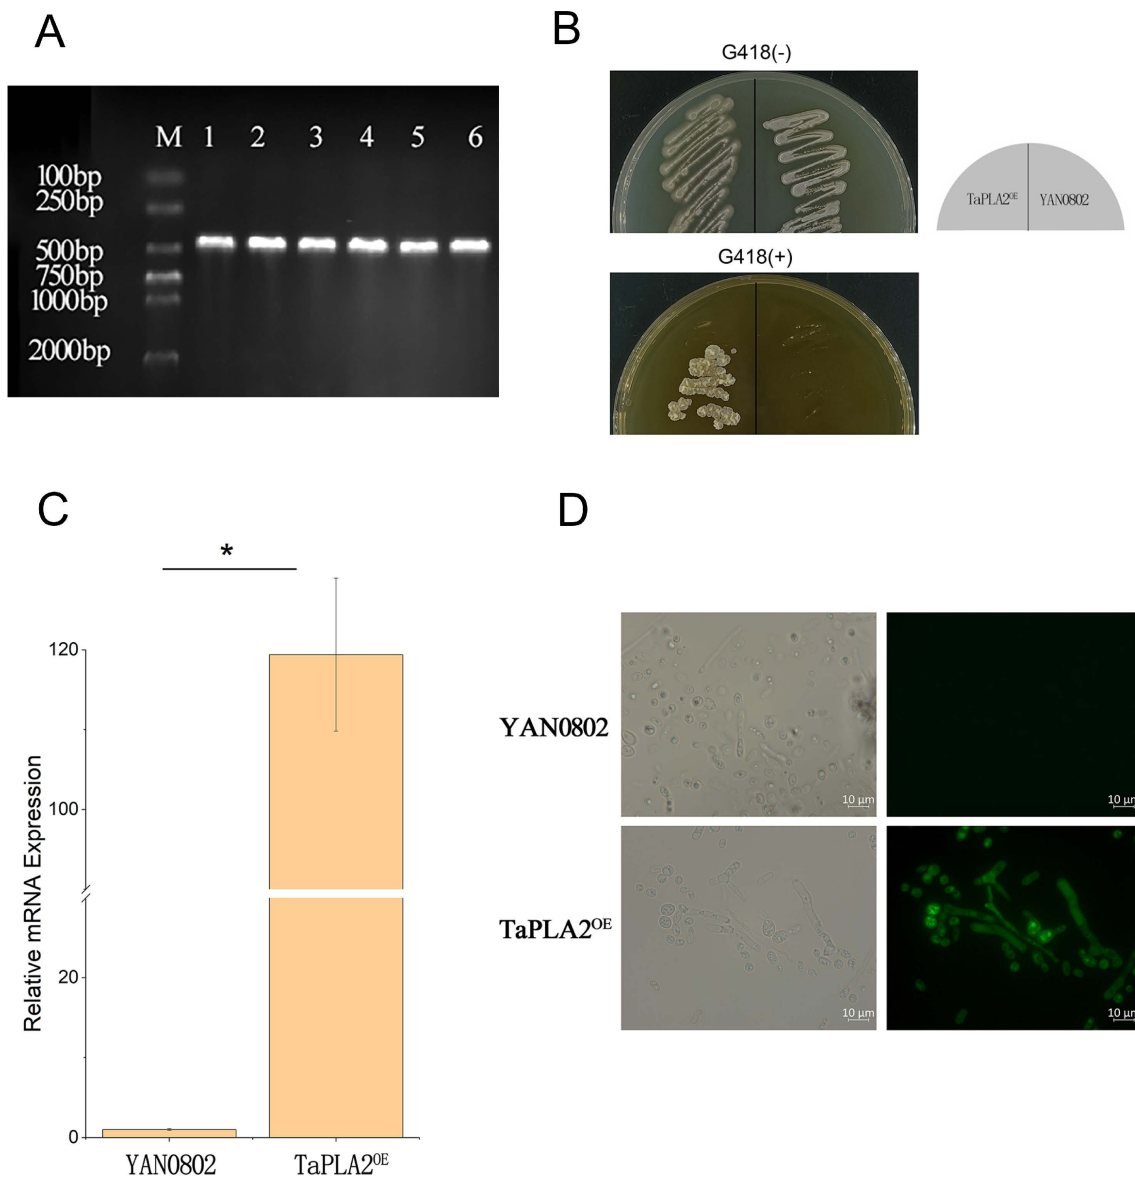 A
M 1 2 3 4 5 6
100bp
250bp
500bp
750bp
1000bp
2000bp
B
G418(-)
TaPLA2OE YAN0802
G418(+)
C
*
Relative mRNA Expression
120
100
20
0
YAN0802 TaPLA2OE
D
YAN0802
10 µm
10 µm
TaPLA2OE
10 µm
10 µm